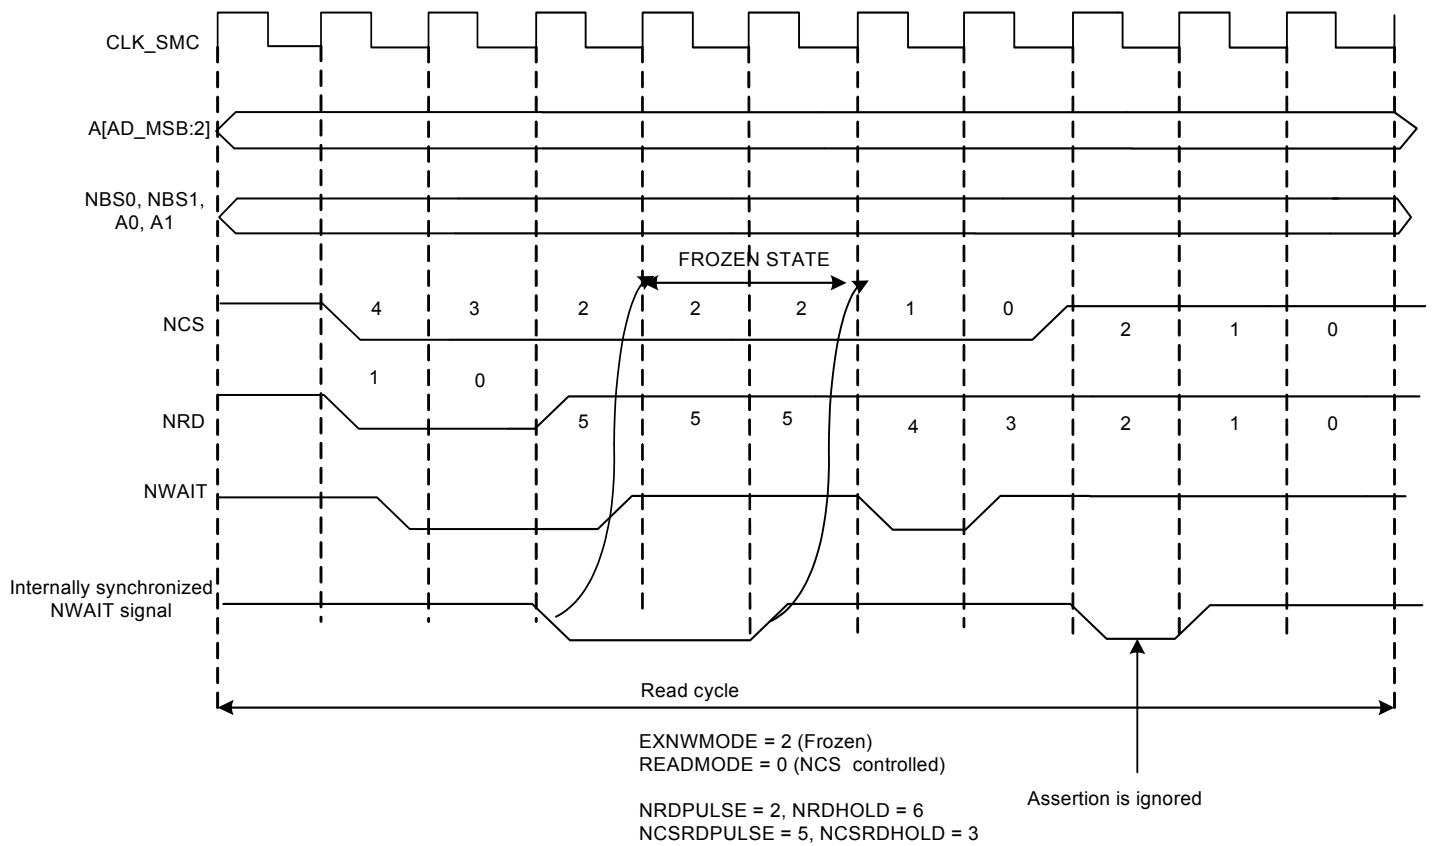 CLK_SMC
A[AD_MSB:2]
NBS0, NBS1,
A0, A1
FROZEN STATE
NCS
4 3 2 2 2 1 0
2 1 0
1 0
NRD
5 5 5 4 3 2 1 0
NWAIT
Internally synchronized
NWAIT signal
Read cycle
EXNWMODE = 2 (Frozen)
READMODE = 0 (NCS controlled)
Assertion is ignored
NRDPULSE = 2, NRDHOLD = 6
NCSRDPULSE = 5, NCSRDHOLD = 3